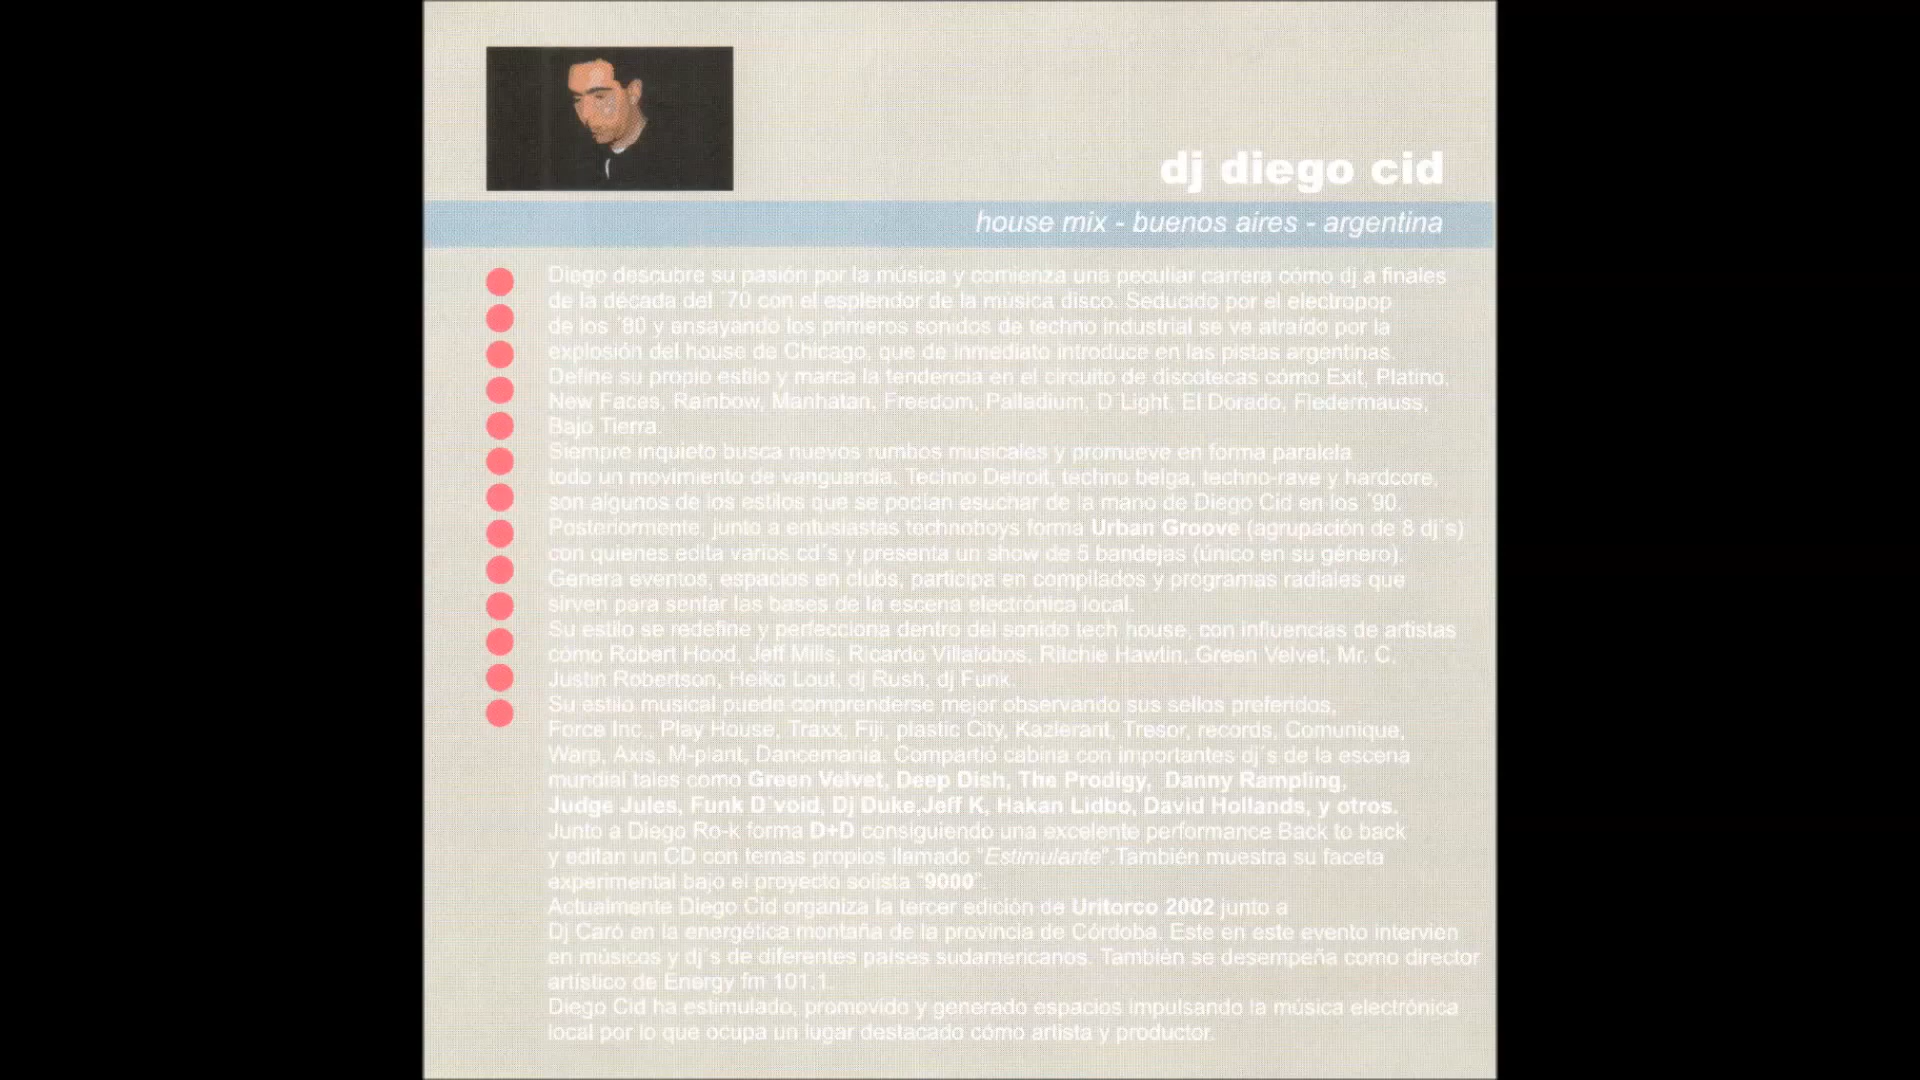 dj diego cid
house mix - buenos aires - argentina
Diego descubre su pasión por la música y comienza una peculiar carrera cómo dj a finales
de la década del ´70 con el esplendor de la música disco. Seducido por el electropop
de los ´80 y ensayando los primeros sonidos de techno industrial se ve atraído por la
explosión del house de Chicago, que de inmediato introduce en las pistas argentinas.
Define su propio estilo y marca la tendencia en el circuito de discotecas cómo Exit, Platino,
New Faces, Rainbow, Manhatan, Freedom, Palladium, D´Light, El Dorado, Fledermauss,
Bajo Tierra.
Siempre inquieto busca nuevos rumbos musicales y promueve en forma paralela
todo un movimiento de vanguardia. Techno Detroit, techno belga, techno-rave y hardcore,
son algunos de los estilos que se podían esuchar de la mano de Diego Cid en los ´90.
Posteriormente, junto a entusiastas technoboys forma Urban Groove (agrupación de 8 dj´s)
con quienes edita varios cd´s y presenta un show de 5 bandejas (único en su género).
Genera eventos, espacios en clubs, participa en compilados y programas radiales que
sirven para sentar las bases de la escena electrónica local.
Su estilo se redefine y perfecciona dentro del sonido tech house, con influencias de artistas
cómo Robert Hood, Jeff Mills, Ricardo Villalobos, Ritchie Hawtin, Green Velvet, Mr. C,
Justin Robertson, Heiko Lout, dj Rush, dj Funk.
Su estilo musical puede comprenderse mejor observando sus sellos preferidos,
Force Inc., Play House, Traxx, Fiji, plastic City, Kazlerant, Tresor, records, Comunique,
Warp, Axis, M-plant, Dancemania. Compartió cabina con importantes dj´s de la escena
mundial tales como Green Velvet, Deep Dish, The Prodigy, Danny Rampling,
Judge Jules, Funk D´void, Dj Duke,Jeff K, Hakan Lidbo, David Hollands, y otros.
Junto a Diego Ro-k forma D+D consiguiendo una excelente performance Back to back
y editan un CD con temas propios llamado "Estimulante".También muestra su faceta
experimental bajo el proyecto solista "9000".
Actualmente Diego Cid organiza la tercer edición de Uritorco 2002 junto a
Dj Caró en la energética montaña de la provincia de Córdoba. Este en este evento intervien
en músicos y dj´s de diferentes países sudamericanos. También se desempeña como director
artístico de Energy fm 101.1.
Diego Cid ha estimulado, promovido y generado espacios impulsando la música electrónica
local por lo que ocupa un lugar destacado cómo artista y productor.